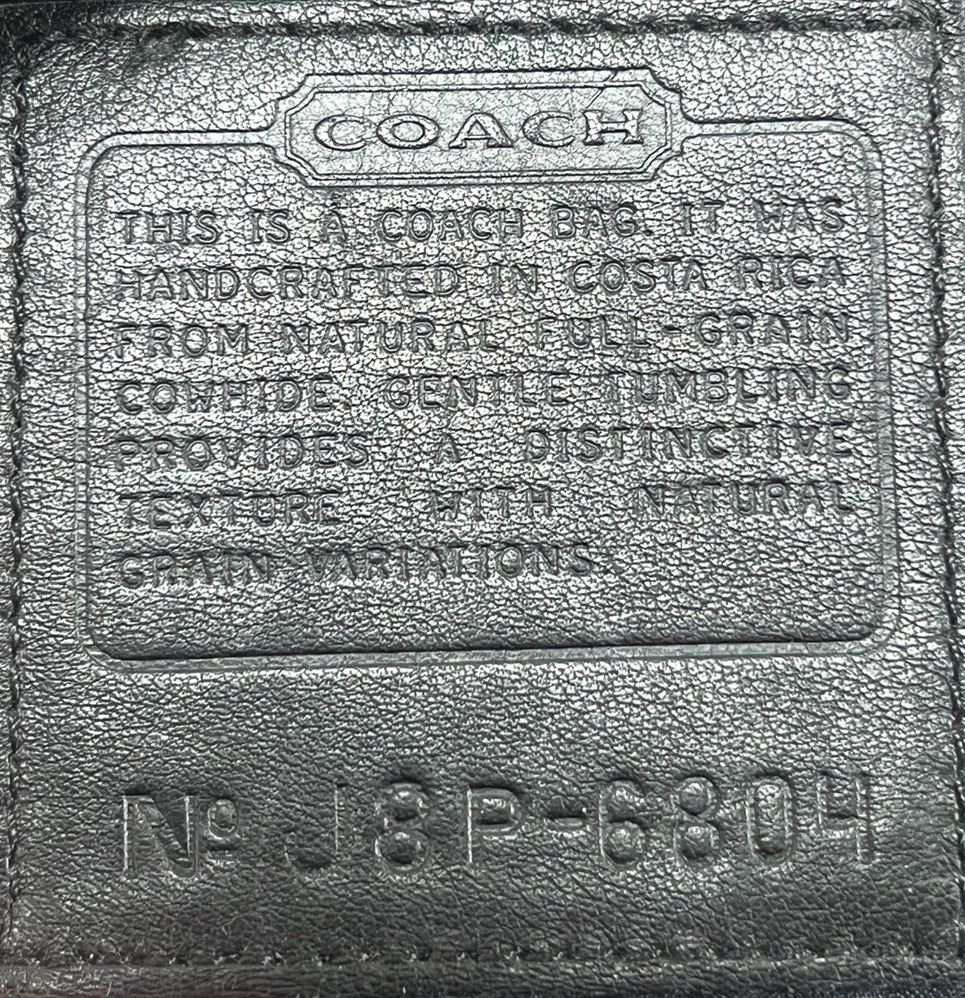 COACH
THIS IS A COACH BAG. IT WAS
HANDCRAFTED IN COSTA RICA
FROM NATURAL FULL-GRAIN
COWHIDE. GENTLE TUMBLING
PROVIDES A DISTINCTIVE
TEXTURE WITH NATURAL
GRAIN VARIATIONS.
Nº J8P-6804